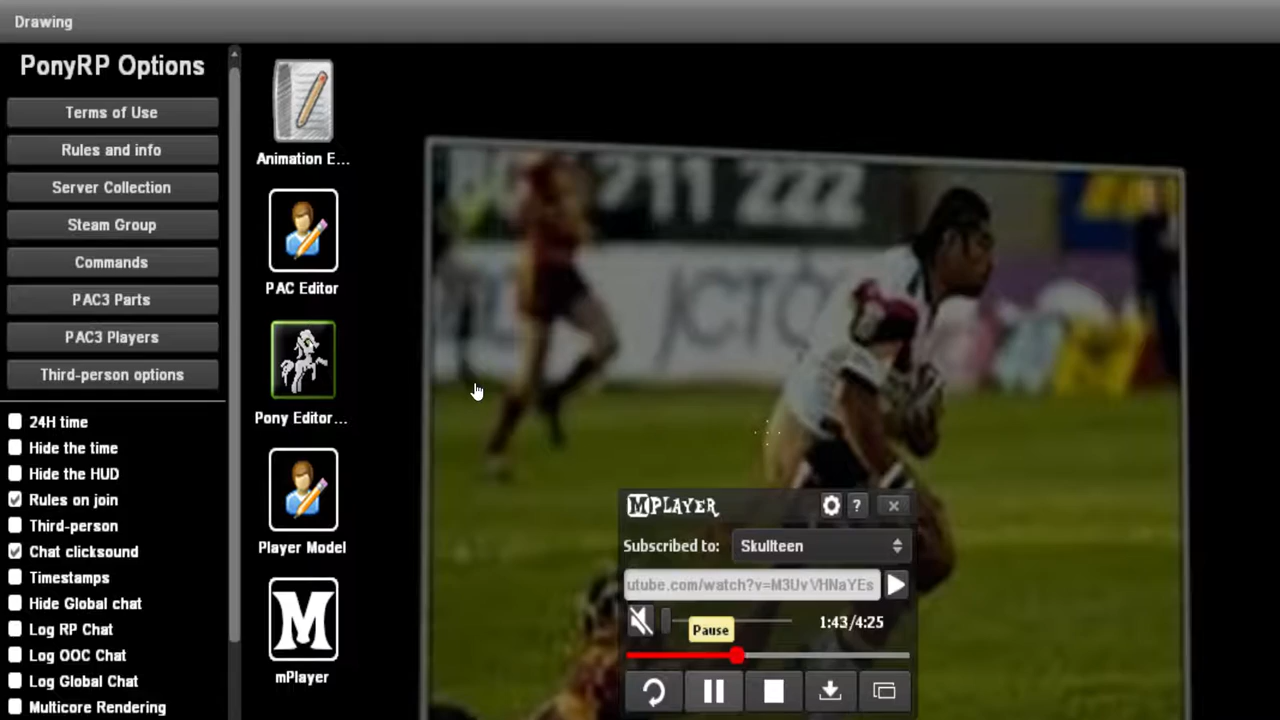 Drawing
PonyRP Options
Terms of Use
Rules and info
Server Collection
Steam Group
Commands
PAC3 Parts
PAC3 Players
Third-person options
24H time
Hide the time
Hide the HUD
Rules on join
Third-person
Chat clicksound
Timestamps
Hide Global chat
Log RP Chat
Log OOC Chat
Log Global Chat
Multicore Rendering
Animation E...
PAC Editor
Pony Editor...
Player Model
M
mPlayer
211 222
JCT
MPLAYER
?
Subscribed to: Skullteen
utube.com/watch?v=M3UvVHNaYEs
1:43/4:25
Pause